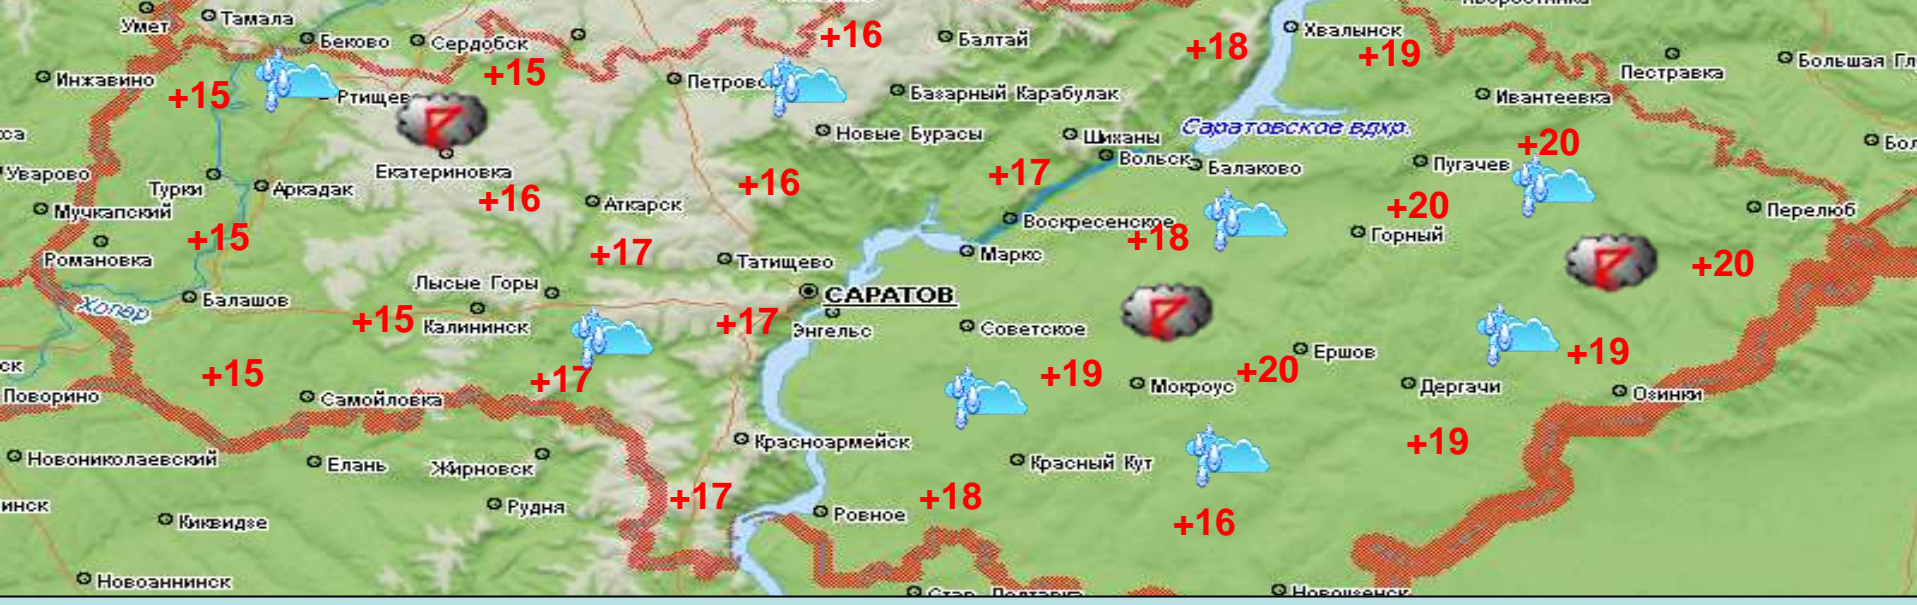 Умет
Тамала
Беково
Сердобск
+16
Балтай
+18
Хвалынск
+19
Пестравка
Большая Гл
Инжавино
+15
+15
Базарный Карабулак
Ивантеевка
Новые Бурасы
Шиханы
Саратовское вдхр.
+20
Уварово
Турки
Аркадак
Екатериновка
+16
Аткарск
+16
+17
Вольск
Балаково
Пугачев
Мучкапский
+15
Воскресенское
+18
+20
Горный
Перелюб
Романовка
+17
Татищево
Маркс
+20
Хопер
Балашов
Лысые Горы
САРАТОВ
+15
Калининск
+17
Энгельс
Советское
Ершов
+19
+15
+17
+19
Мокроус
+20
Дергачи
Озинки
Поворино
Самойловка
Новониколаевский
Елань
Жирновск
Красноармейск
Красный Кут
+19
Киквидзе
Рудня
+17
Ровное
+18
+16
Новоаннинск